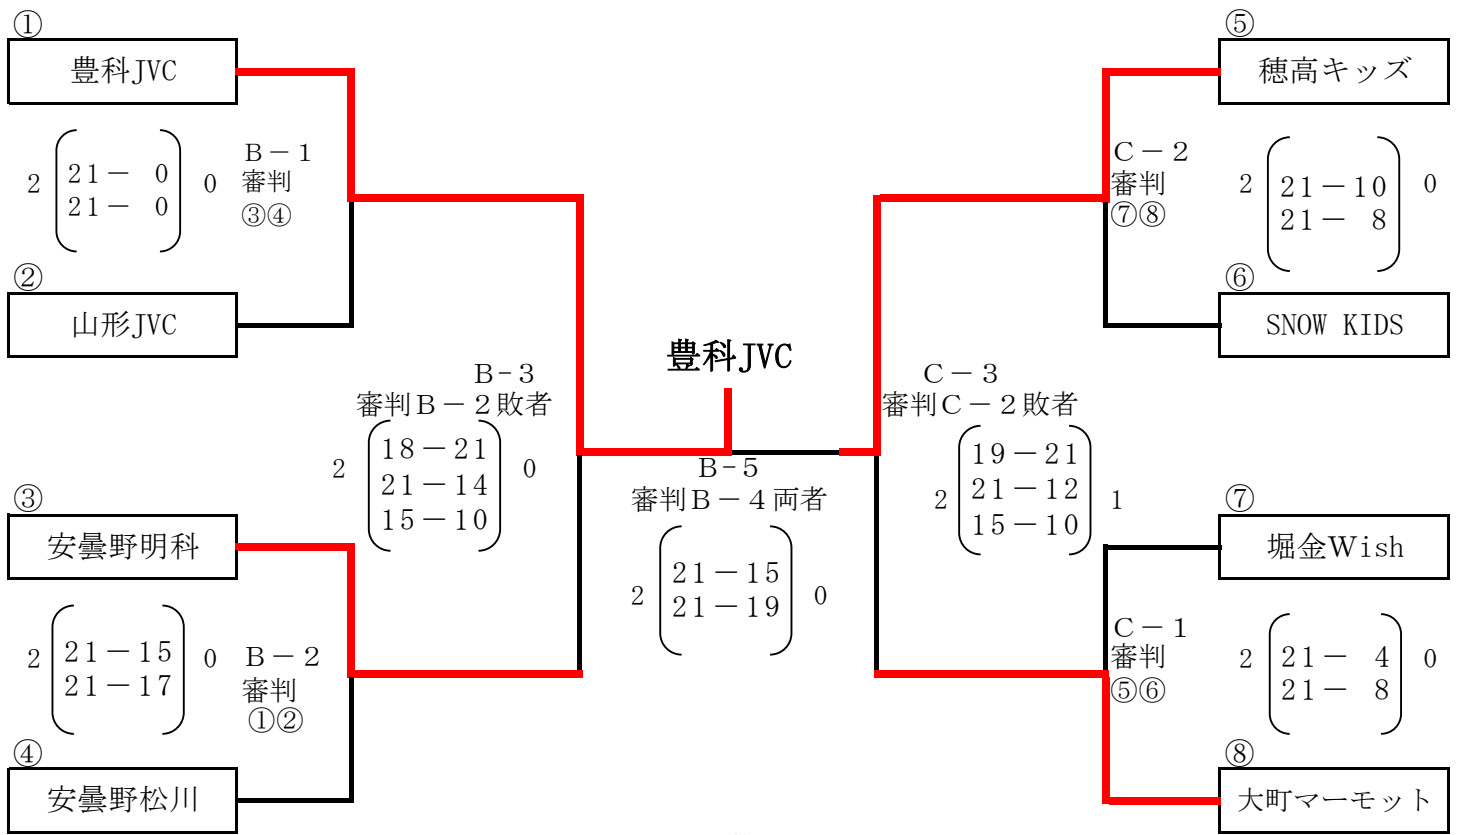 ①
豊科JVC
2
21－ 0
21－ 0
0
Ｂ－１
審判
③④
②
山形JVC
Ｂ-３
審判Ｂ－２敗者
2
18－21
21－14
15－10
0
③
安曇野明科
2
21－15
21－17
0
Ｂ－２
審判
①②
④
安曇野松川
豊科JVC
Ｂ-５
審判Ｂ－４両者
2
21－15
21－19
0
⑤
穂高キッズ
Ｃ－２
審判
⑦⑧
2
21－10
21－ 8
0
⑥
SNOW KIDS
Ｃ－３
審判Ｃ－２敗者
2
19－21
21－12
15－10
1
⑦
堀金Ｗish
Ｃ－１
審判
⑤⑥
2
21－ 4
21－ 8
0
⑧
大町マーモット